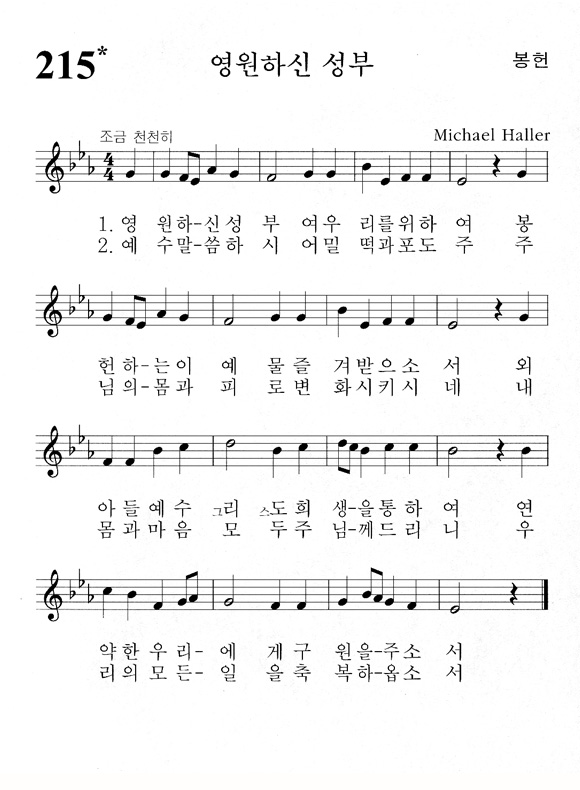 215* 영원하신 성부 봉헌
조금 천천히 Michael Haller
4
4
1. 영 원하-신성 부 여우 리를위하 여 봉
2. 예 수말-씀하 시 어밀 떡과포도 주 주
헌하-는이 예 물즐 겨받으소 서 외
님의-몸과 피 로변 화시키시 네 내
아들예수 그리 스도희 생-을통하 여 연
몸과마음 모 두주 님-께드리 니 우
약한우리-에 게구 원을-주소 서
리의모든-일 을축 복하-옵소 서